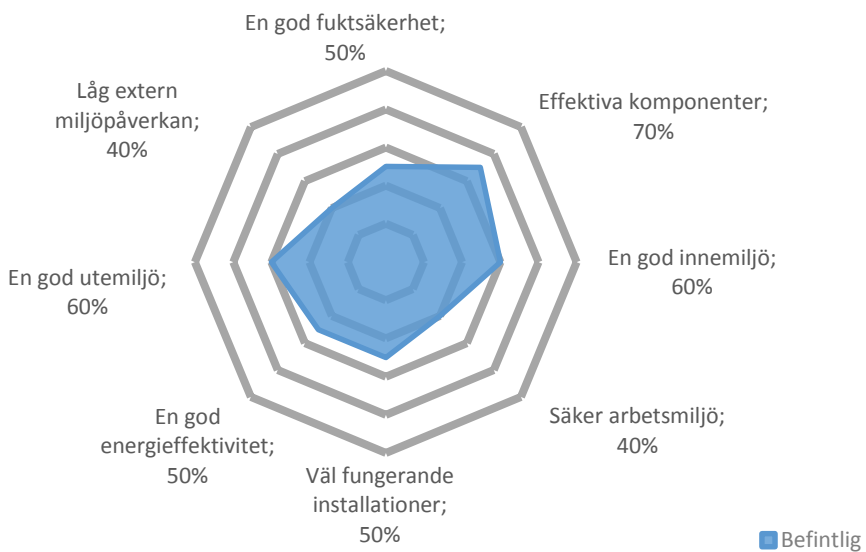 En god fuktsäkerhet;
50%
Effektiva komponenter;
70%
En god innemiljö;
60%
Säker arbetsmiljö;
40%
Väl fungerande
installationer;
50%
En god
energieffektivitet;
50%
En god utemiljö;
60%
Låg extern
miljöpåverkan;
40%
Befintlig